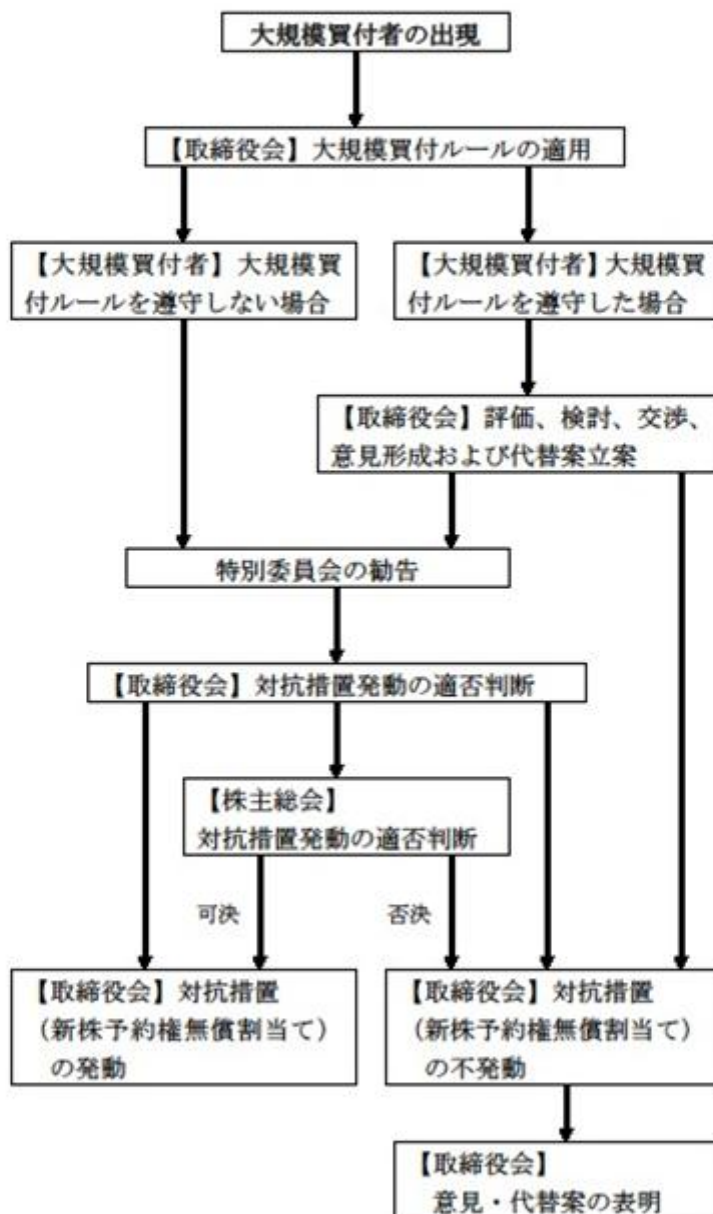 大規模買付者の出現
【取締役会】大規模買付ルールの適用
【大規模買付者】大規模買
付ルールを遵守しない場合
【大規模買付者】大規模買
付ルールを遵守した場合
【取締役会】評価、検討、交渉、
意見形成および代替案立案
特別委員会の勧告
【取締役会】対抗措置発動の適否判断
【株主総会】
対抗措置発動の適否判断
可決
否決
【取締役会】対抗措置
（新株予約権無償割当て）
の発動
【取締役会】対抗措置
（新株予約権無償割当て）
の不発動
【取締役会】
意見・代替案の表明